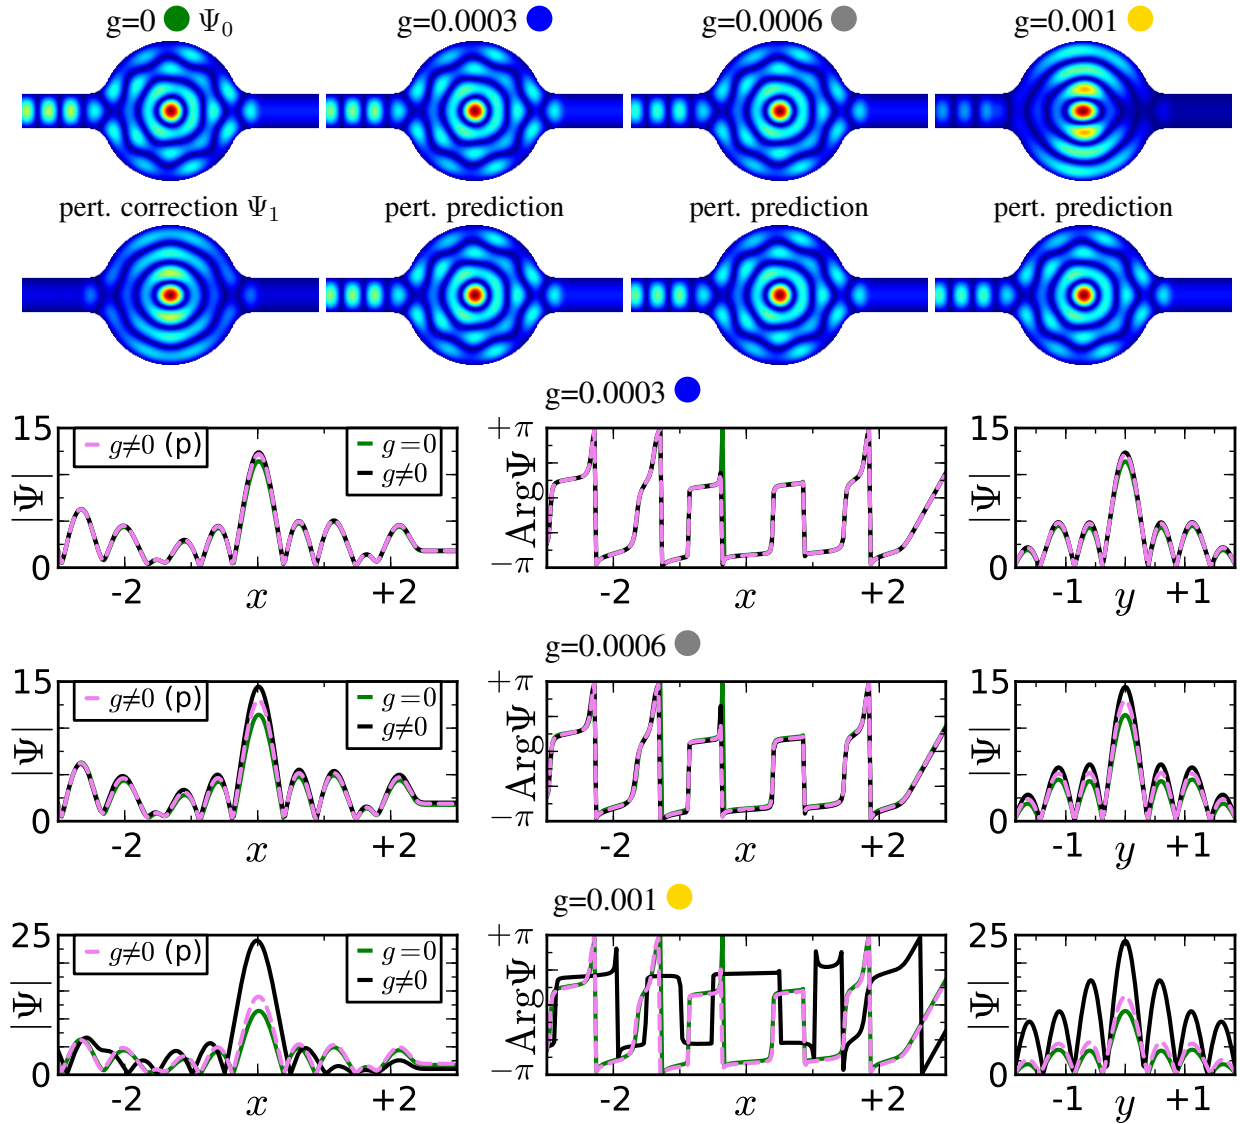 g=0 Ψ₀ g=0.0003 g=0.0006 g=0.001
pert. correction Ψ₁ pert. prediction pert. prediction pert. prediction
g=0.0003
15 0 |Ψ| g≠0 (p) g=0 g≠0 -2 x +2
+π −π ArgΨ -2 x +2
15 0 |Ψ| -1 y +1
g=0.0006
15 0 |Ψ| g≠0 (p) g=0 g≠0 -2 x +2
+π −π ArgΨ -2 x +2
15 0 |Ψ| -1 y +1
g=0.001
25 0 |Ψ| g≠0 (p) g=0 g≠0 -2 x +2
+π −π ArgΨ -2 x +2
25 0 |Ψ| -1 y +1